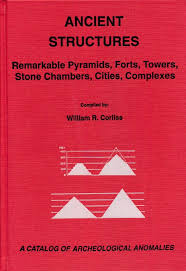 ANCIENT
STRUCTURES
Remarkable Pyramids, Forts, Towers,
Stone Chambers, Cities, Complexes
Compiled by:
William R. Corliss
A CATALOG OF ARCHEOLOGICAL ANOMALIES